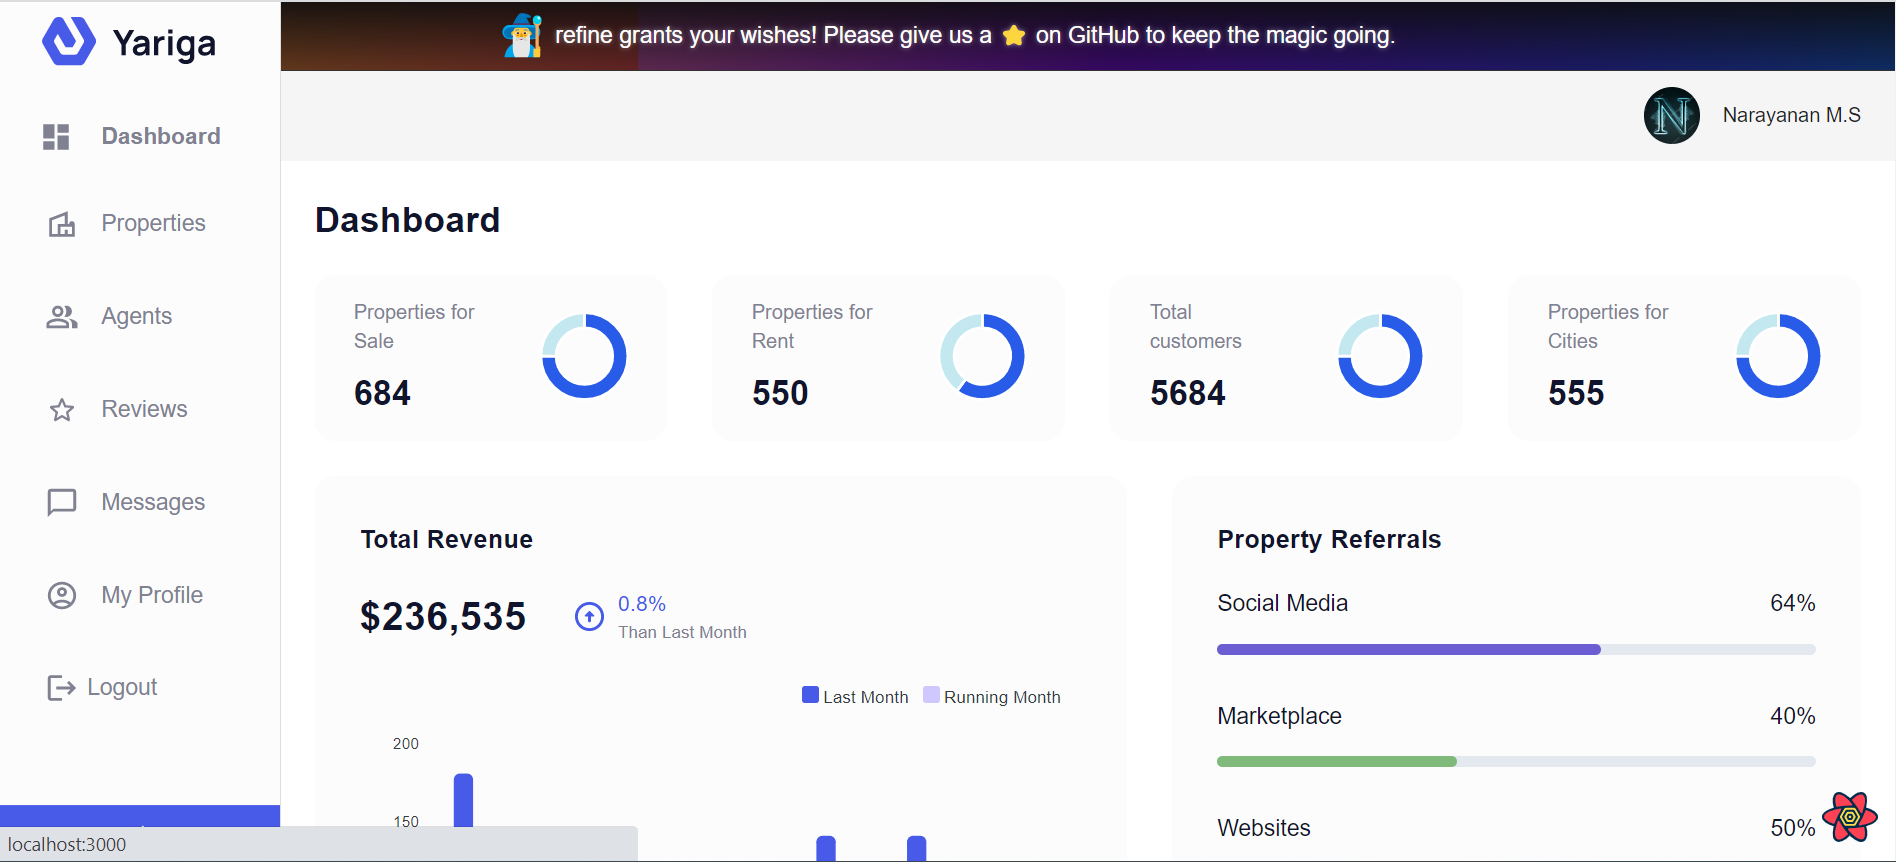 Yariga
refine grants your wishes! Please give us a ⭐ on GitHub to keep the magic going.
N
Narayanan M.S
Dashboard
Properties
Agents
Reviews
Messages
My Profile
Logout
localhost:3000
Dashboard
Properties for
Sale
684
Properties for
Rent
550
Total
customers
5684
Properties for
Cities
555
Total Revenue
$236,535
0.8%
Than Last Month
Last Month
Running Month
200
150
Property Referrals
Social Media
64%
Marketplace
40%
Websites
50%